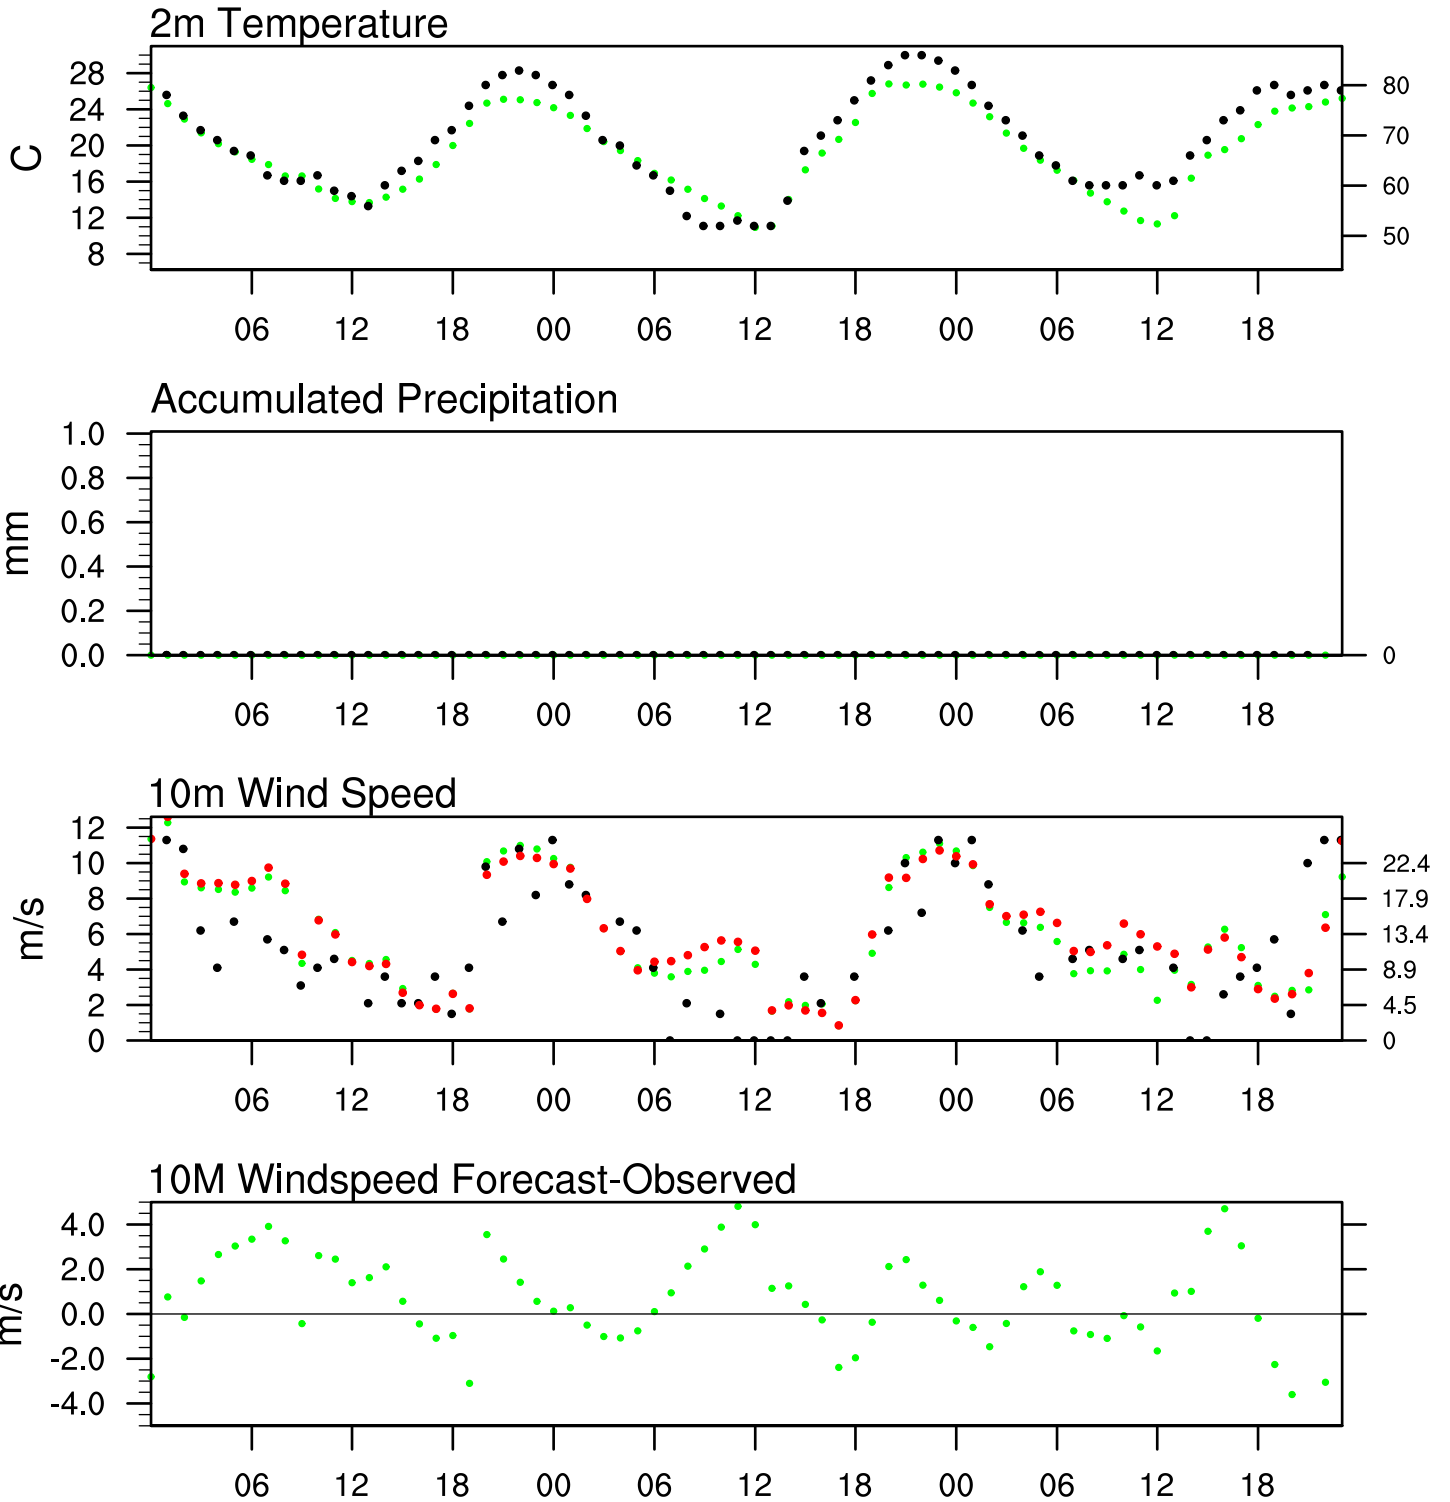 2m Temperature
28
24
20
16
12
8
C
80
70
60
50
06 12 18 00 06 12 18 00 06 12 18
Accumulated Precipitation
1.0
0.8
0.6
0.4
0.2
0.0
mm
0
06 12 18 00 06 12 18 00 06 12 18
10m Wind Speed
12
10
8
6
4
2
0
m/s
22.4
17.9
13.4
8.9
4.5
0
06 12 18 00 06 12 18 00 06 12 18
10M Windspeed Forecast-Observed
4.0
2.0
0.0
-2.0
-4.0
m/s
06 12 18 00 06 12 18 00 06 12 18